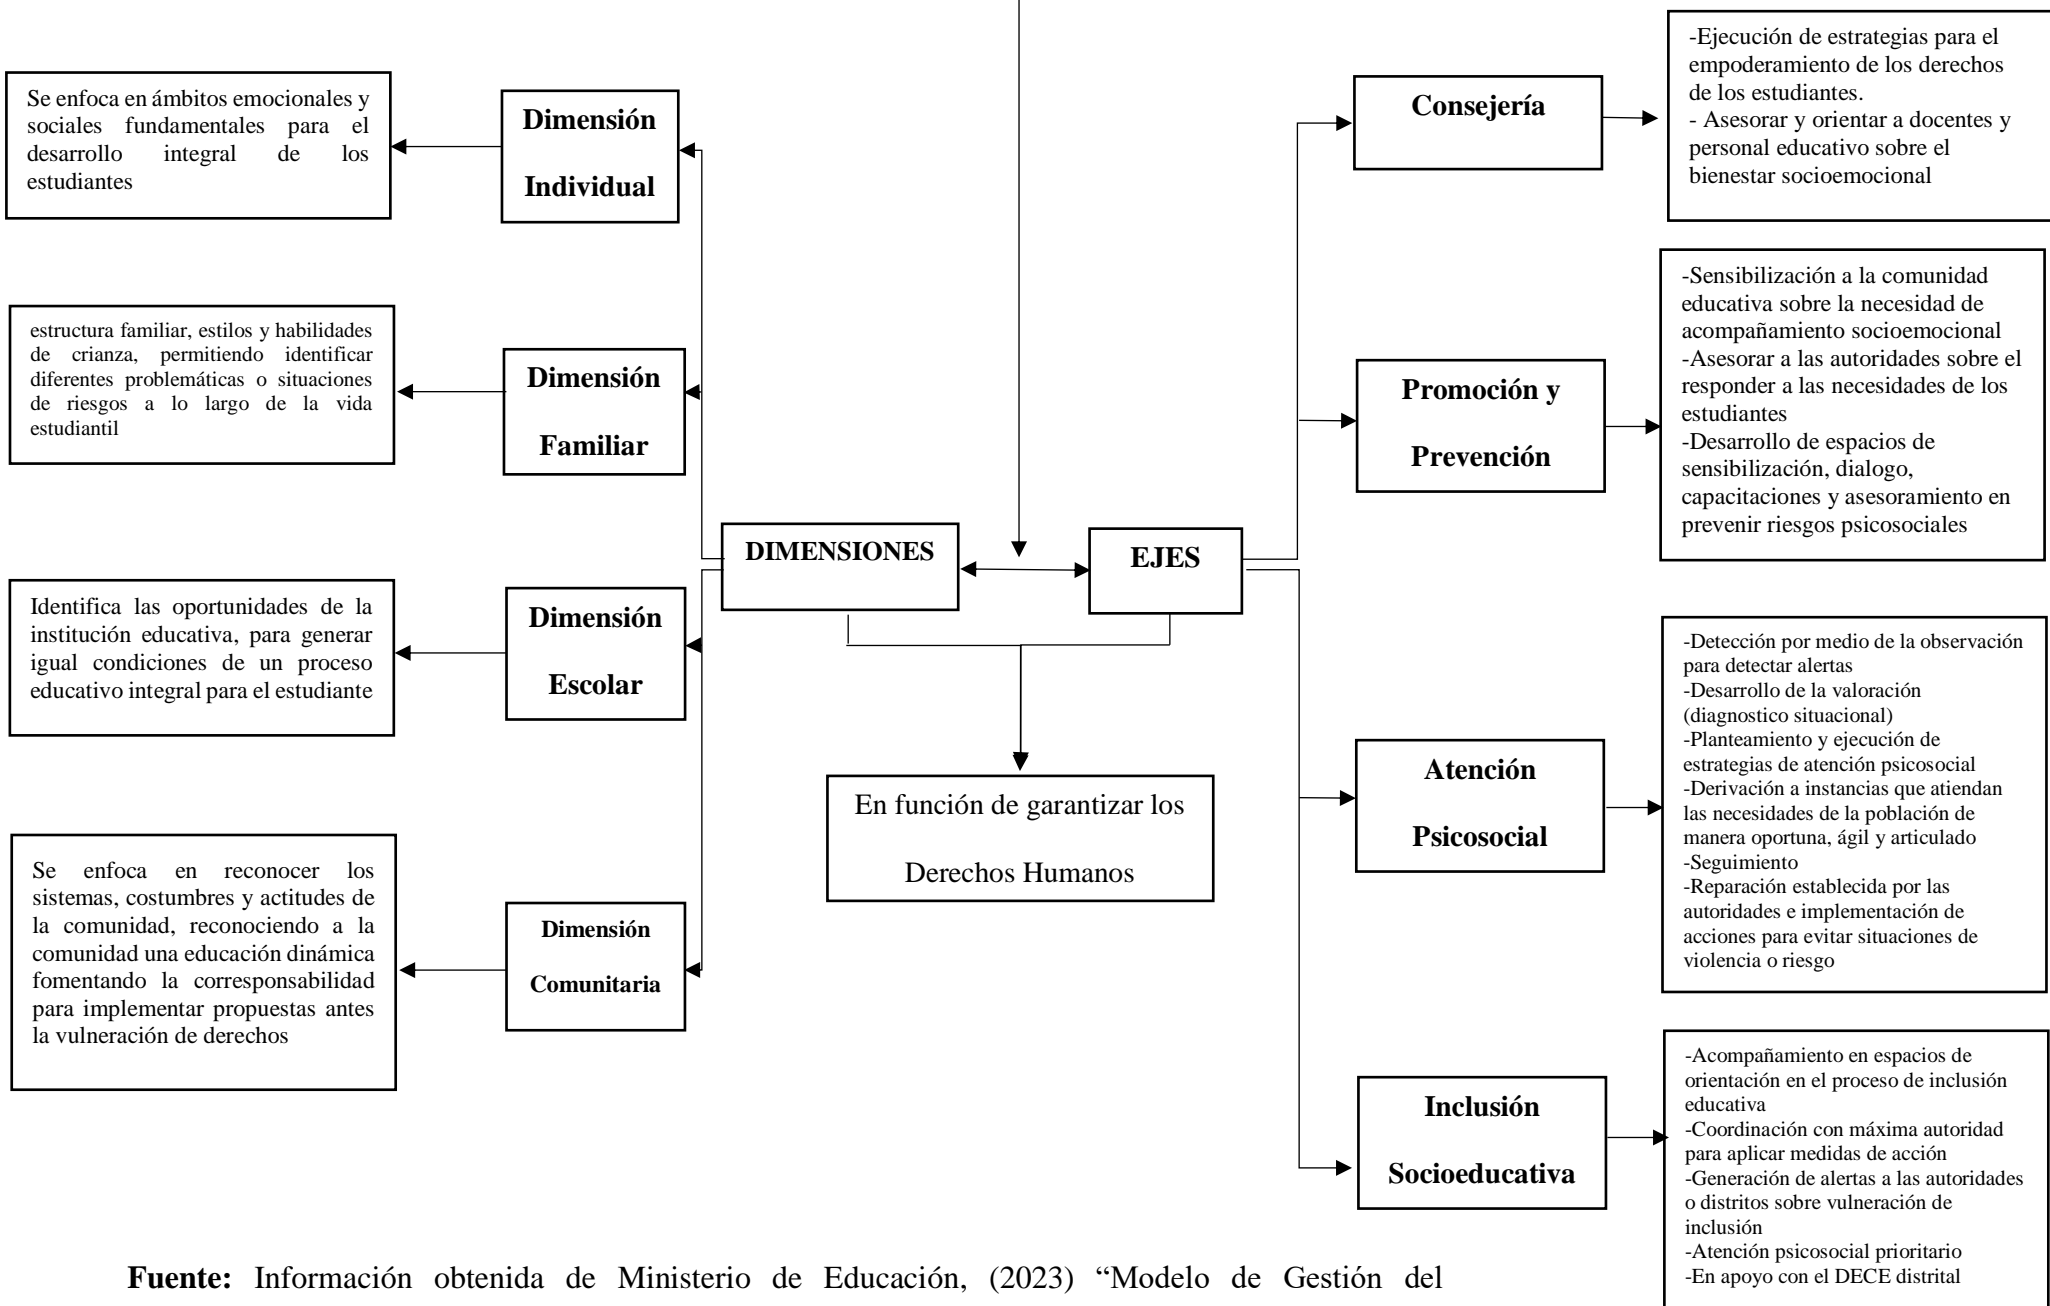 Se enfoca en ámbitos emocionales y
sociales fundamentales para el
desarrollo integral de los
estudiantes
Dimensión
Individual
estructura familiar, estilos y habilidades
de crianza, permitiendo identificar
diferentes problemáticas o situaciones
de riesgos a lo largo de la vida
estudiantil
Dimensión
Familiar
Identifica las oportunidades de la
institución educativa, para generar
igual condiciones de un proceso
educativo integral para el estudiante
Dimensión
Escolar
Se enfoca en reconocer los
sistemas, costumbres y actitudes de
la comunidad, reconociendo a la
comunidad una educación dinámica
fomentando la corresponsabilidad
para implementar propuestas antes
la vulneración de derechos
Dimensión
Comunitaria
DIMENSIONES
EJES
En función de garantizar los
Derechos Humanos
Consejería
-Ejecución de estrategias para el
empoderamiento de los derechos
de los estudiantes.
- Asesorar y orientar a docentes y
personal educativo sobre el
bienestar socioemocional
Promoción y
Prevención
-Sensibilización a la comunidad
educativa sobre la necesidad de
acompañamiento socioemocional
-Asesorar a las autoridades sobre el
responder a las necesidades de los
estudiantes
-Desarrollo de espacios de
sensibilización, dialogo,
capacitaciones y asesoramiento en
prevenir riesgos psicosociales
Atención
Psicosocial
-Detección por medio de la observación
para detectar alertas
-Desarrollo de la valoración
(diagnostico situacional)
-Planteamiento y ejecución de
estrategias de atención psicosocial
-Derivación a instancias que atiendan
las necesidades de la población de
manera oportuna, ágil y articulado
-Seguimiento
-Reparación establecida por las
autoridades e implementación de
acciones para evitar situaciones de
violencia o riesgo
Inclusión
Socioeducativa
-Acompañamiento en espacios de
orientación en el proceso de inclusión
educativa
-Coordinación con máxima autoridad
para aplicar medidas de acción
-Generación de alertas a las autoridades
o distritos sobre vulneración de
inclusión
-Atención psicosocial prioritario
-En apoyo con el DECE distrital
Fuente: Información obtenida de Ministerio de Educación, (2023) “Modelo de Gestión del